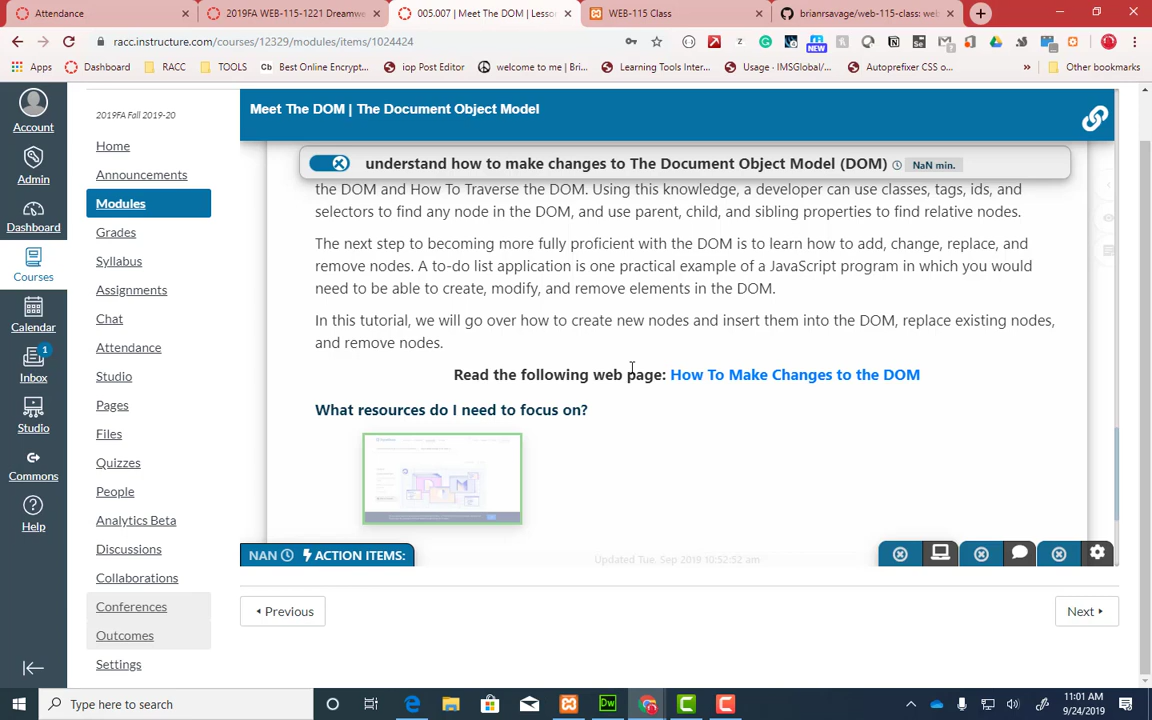 Attendance
2019FA WEB-115-1221 Dreamwe
005.007 | Meet The DOM | Lesso
WEB-115 Class
brianrsavage/web-115-class: web
racc.instructure.com/courses/12329/modules/items/1024424
NEW
Apps
Dashboard
RACC
TOOLS
Cb Best Online Encrypt...
iop Post Editor
welcome to me | Bri...
Learning Tools Inter...
Usage · IMSGlobal/...
Autoprefixer CSS o...
»
Other bookmarks
Account
Admin
Dashboard
Courses
Calendar
1
Inbox
Studio
Commons
Help
2019FA Fall 2019-20
Home
Announcements
Modules
Grades
Syllabus
Assignments
Chat
Attendance
Studio
Pages
Files
Quizzes
People
Analytics Beta
Discussions
Collaborations
Conferences
Outcomes
Settings
Meet The DOM | The Document Object Model
understand how to make changes to The Document Object Model (DOM) NaN min.
the DOM and How To Traverse the DOM. Using this knowledge, a developer can use classes, tags, ids, and
selectors to find any node in the DOM, and use parent, child, and sibling properties to find relative nodes.
The next step to becoming more fully proficient with the DOM is to learn how to add, change, replace, and
remove nodes. A to-do list application is one practical example of a JavaScript program in which you would
need to be able to create, modify, and remove elements in the DOM.
In this tutorial, we will go over how to create new nodes and insert them into the DOM, replace existing nodes,
and remove nodes.
Read the following web page: How To Make Changes to the DOM
What resources do I need to focus on?
NAN ACTION ITEMS:
Updated Tue. Sep 2019 10:52:52 am
Previous
Next
Type here to search
Dw
11:01 AM
9/24/2019